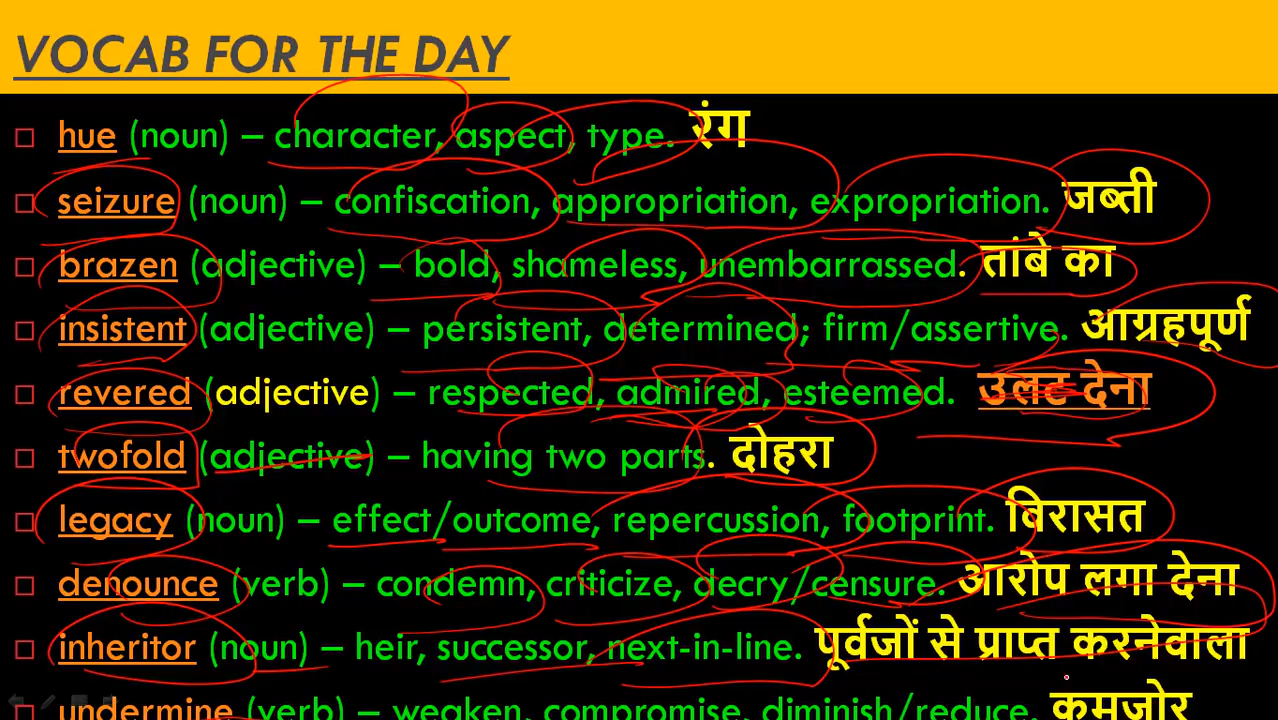 VOCAB FOR THE DAY
hue (noun) – character, aspect, type. रंग
seizure (noun) – confiscation, appropriation, expropriation. जब्ती
brazen (adjective) – bold, shameless, unembarrassed. तांबे का
insistent (adjective) – persistent, determined; firm/assertive. आग्रहपूर्ण
revered (adjective) – respected, admired, esteemed. उलट देना
twofold (adjective) – having two parts. दोहरा
legacy (noun) – effect/outcome, repercussion, footprint. विरासत
denounce (verb) – condemn, criticize, decry/censure. आरोप लगा देना
inheritor (noun) – heir, successor, next-in-line. पूर्वजों से प्राप्त करनेवाला
undermine (verb) – weaken, compromise, diminish/reduce. कमजोर